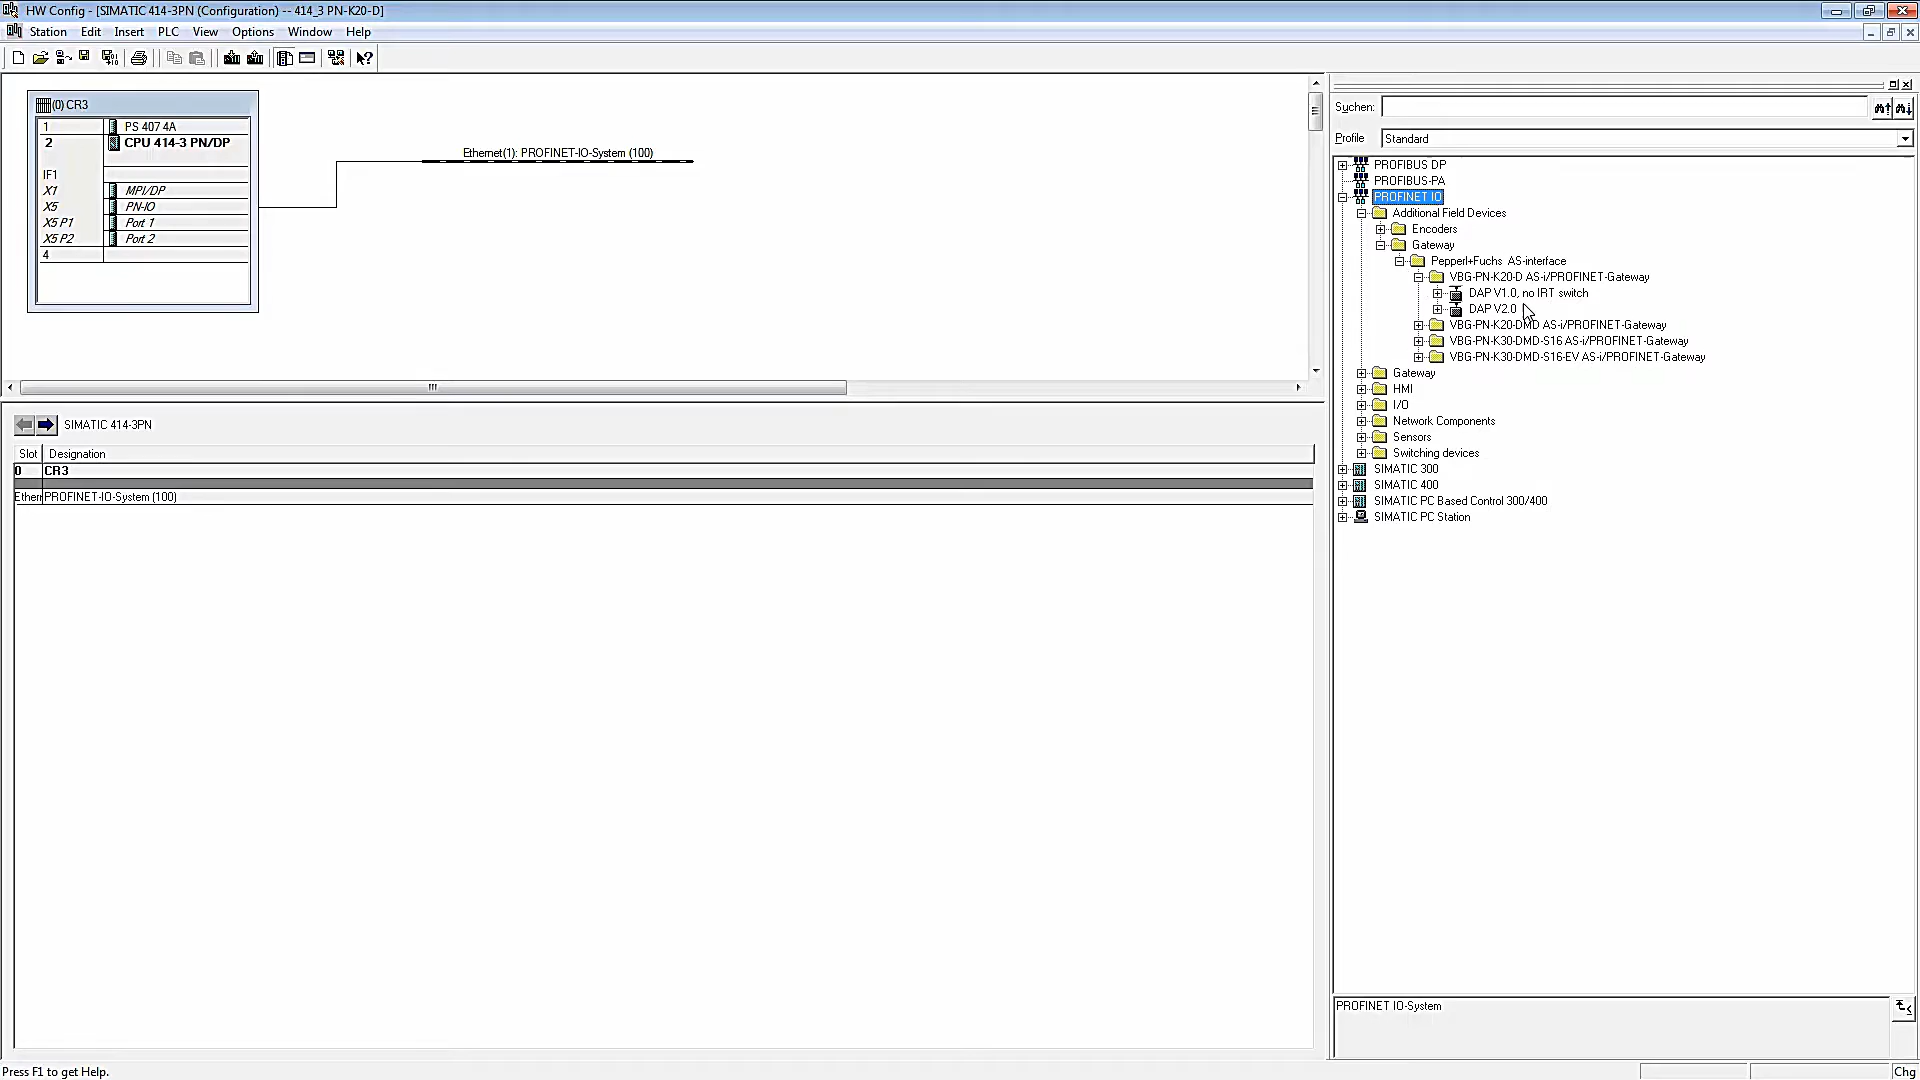 HW Config - [SIMATIC 414-3PN (Configuration) -- 414_3 PN-K20-D]
Station Edit Insert PLC View Options Window Help
(0) CR3
1 PS 407 4A
2 CPU 414-3 PN/DP
IF1
X1 MPI/DP
X5 PN-IO
X5 P1 Port 1
X5 P2 Port 2
4
Ethernet(1): PROFINET-IO-System (100)
SIMATIC 414-3PN
Slot Designation
0 CR3
Ethern PROFINET-IO-System (100)
Suchen:
Profile Standard
PROFIBUS DP
PROFIBUS-PA
PROFINET IO
Additional Field Devices
Encoders
Gateway
Pepperl+Fuchs AS-interface
VBG-PN-K20-D AS-i/PROFINET-Gateway
DAP V1.0, no IRT switch
DAP V2.0
VBG-PN-K20-DMD AS-i/PROFINET-Gateway
VBG-PN-K30-DMD-S16 AS-i/PROFINET-Gateway
VBG-PN-K30-DMD-S16-EV AS-i/PROFINET-Gateway
Gateway
HMI
I/O
Network Components
Sensors
Switching devices
SIMATIC 300
SIMATIC 400
SIMATIC PC Based Control 300/400
SIMATIC PC Station
PROFINET IO-System
Press F1 to get Help.
Chg